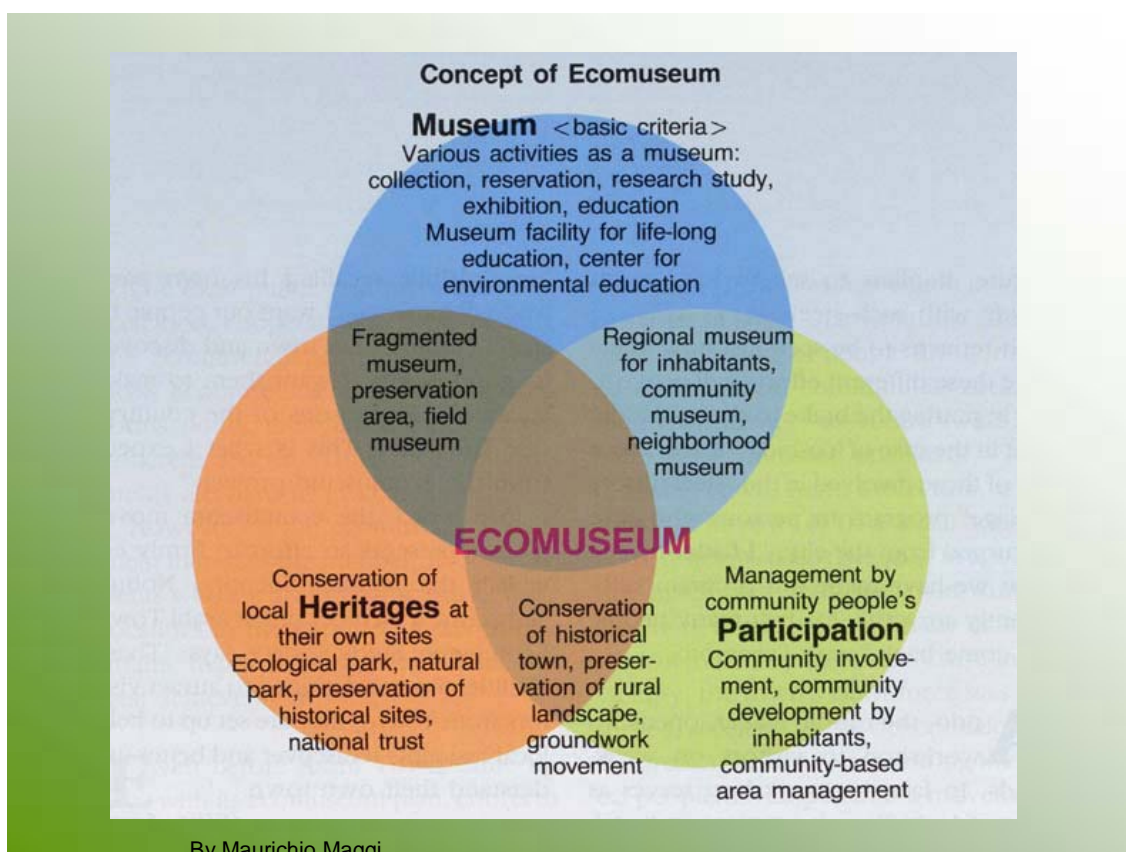 Concept of Ecomuseum
Museum <basic criteria>
Various activities as a museum:
collection, reservation, research study,
exhibition, education
Museum facility for life-long
education, center for
environmental education
Fragmented
museum,
preservation
area, field
museum
Regional museum
for inhabitants,
community
museum,
neighborhood
museum
ECOMUSEUM
Conservation of
local Heritages at
their own sites
Ecological park, natural
park, preservation of
historical sites,
national trust
Conservation
of historical
town, preser-
vation of rural
landscape,
groundwork
movement
Management by
community people's
Participation
Community involve-
ment, community
development by
inhabitants,
community-based
area management
By Maurichio Maggi